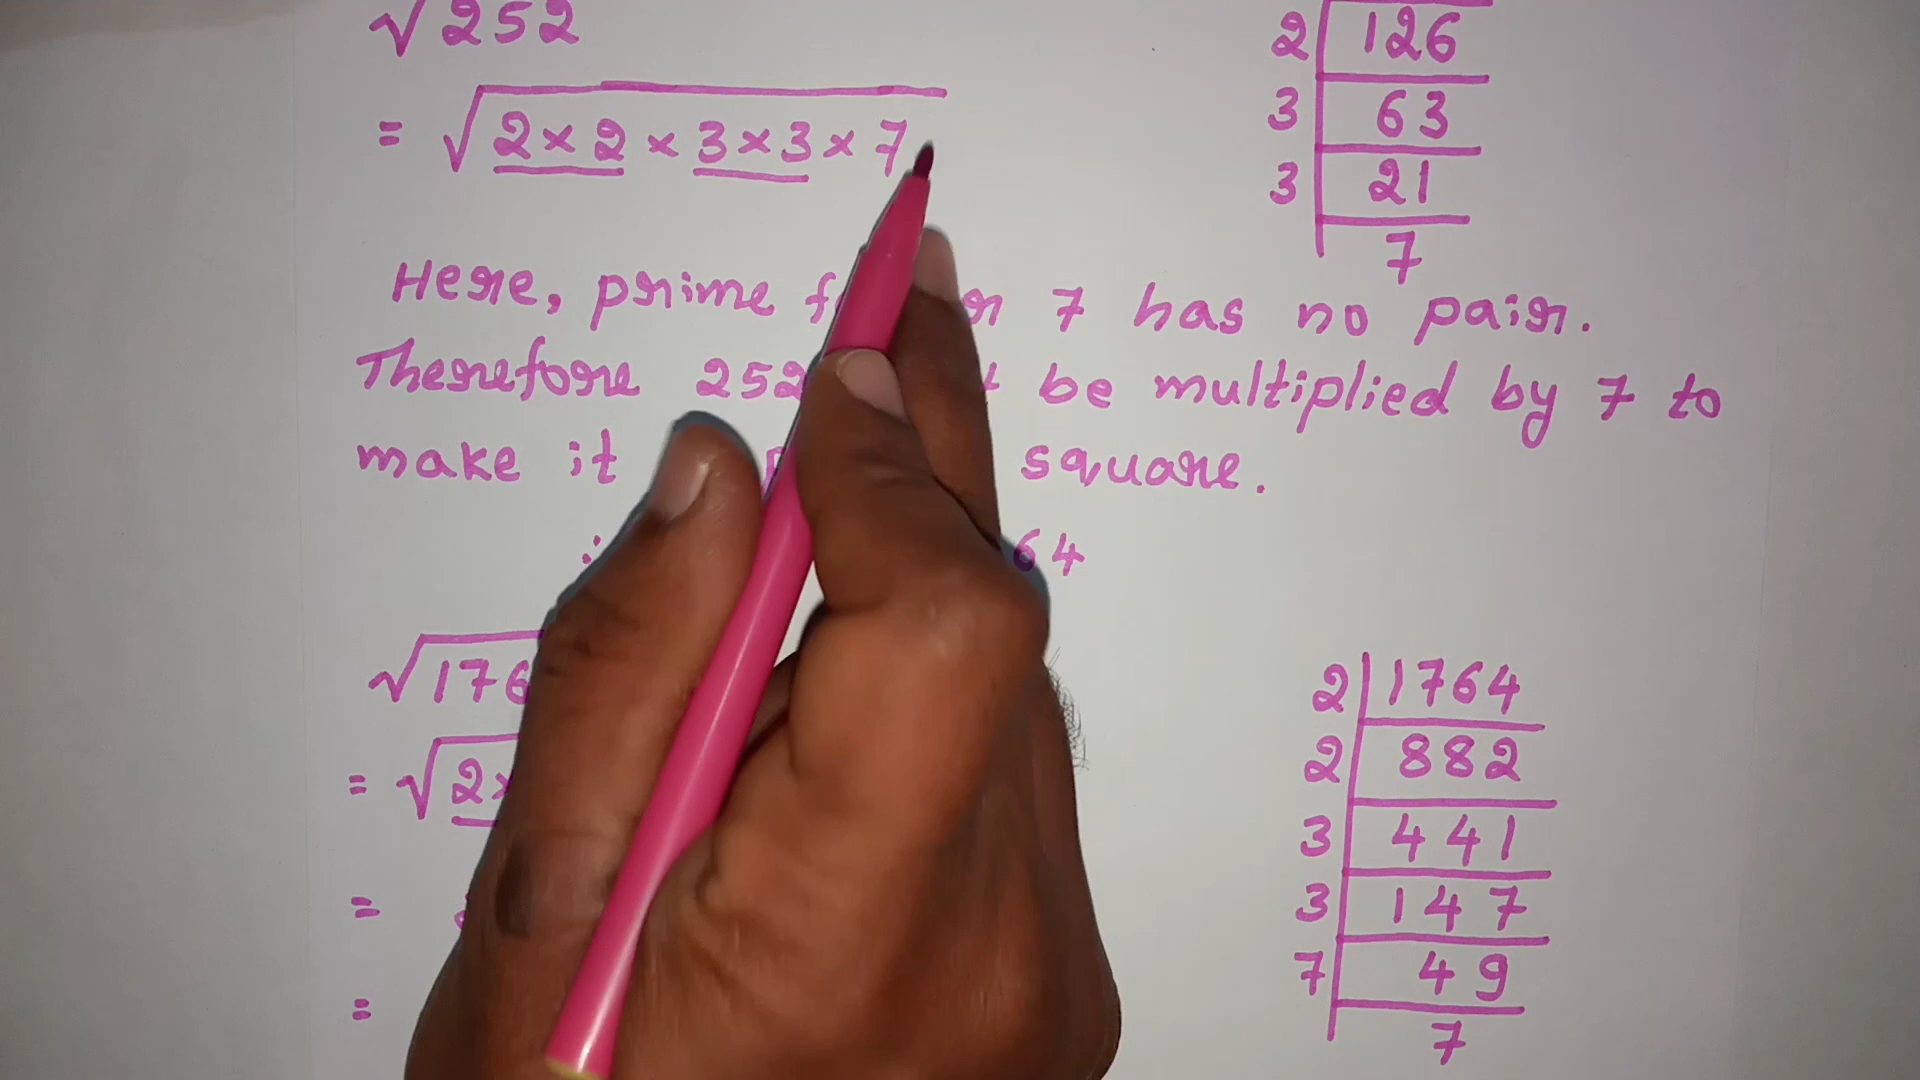 √252
= √2×2 × 3×3 × 7
Here, prime 7 has no pair.
Therefore 252 be multiplied by 7 to
make it square.
∴ 64
√176
= √2×
=
=
2 | 126
3 | 63
3 | 21
7
2 | 1764
2 | 882
3 | 441
3 | 147
7 | 49
7